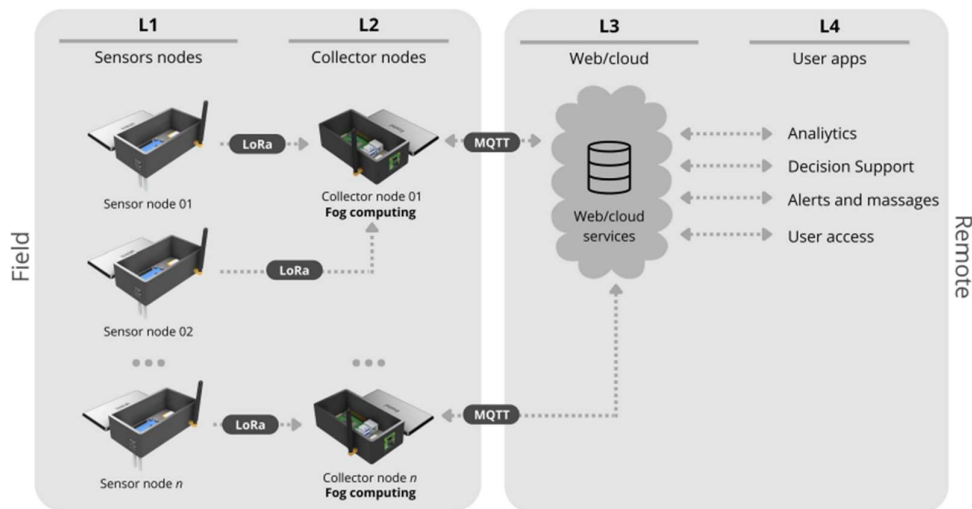 L1
L2
L3
L4
Sensors nodes
Collector nodes
Web/cloud
User apps
LoRa
MQTT
Analiytics
Decision Support
Alerts and massages
User access
Web/cloud
services
Sensor node 01
Collector node 01
Fog computing
Field
Remote
LoRa
Sensor node 02
LoRa
MQTT
Sensor node n
Collector node n
Fog computing